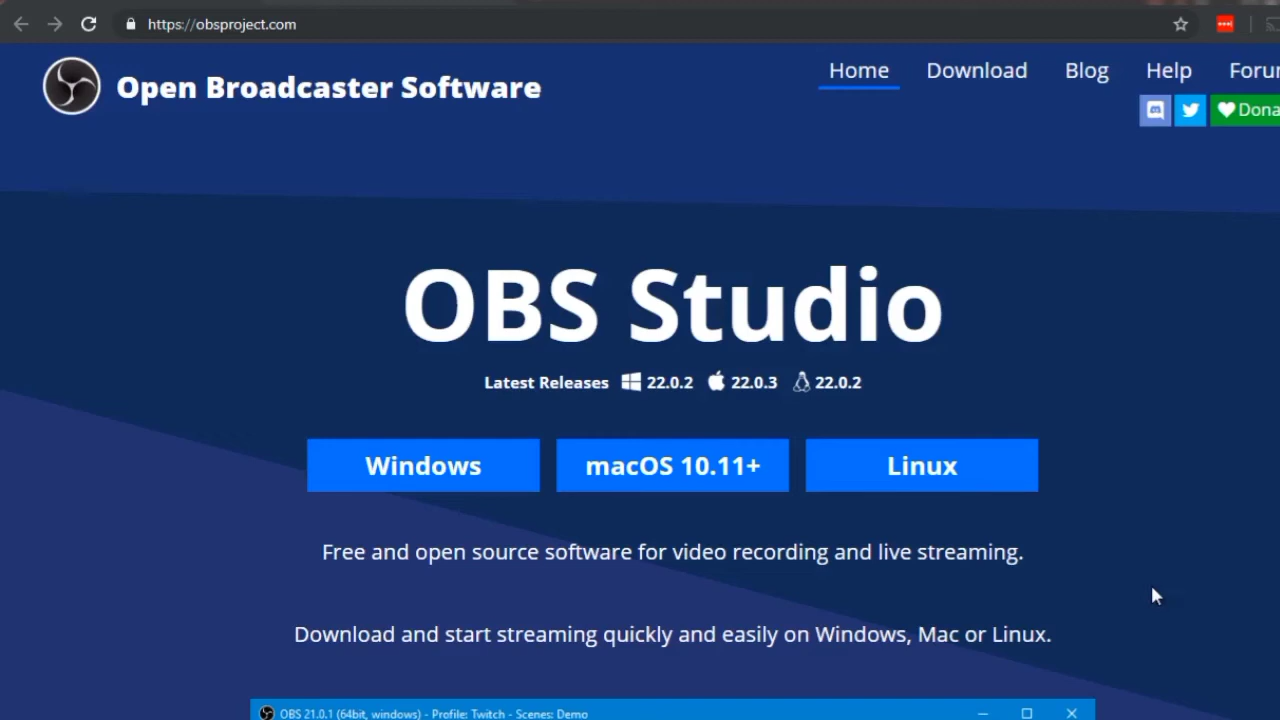 https://obsproject.com
Open Broadcaster Software
Home Download Blog Help Foru
Dona
OBS Studio
Latest Releases 22.0.2 22.0.3 22.0.2
Windows macOS 10.11+ Linux
Free and open source software for video recording and live streaming.
Download and start streaming quickly and easily on Windows, Mac or Linux.
OBS 21.0.1 (64bit, windows) - Profile: Twitch - Scenes: Demo